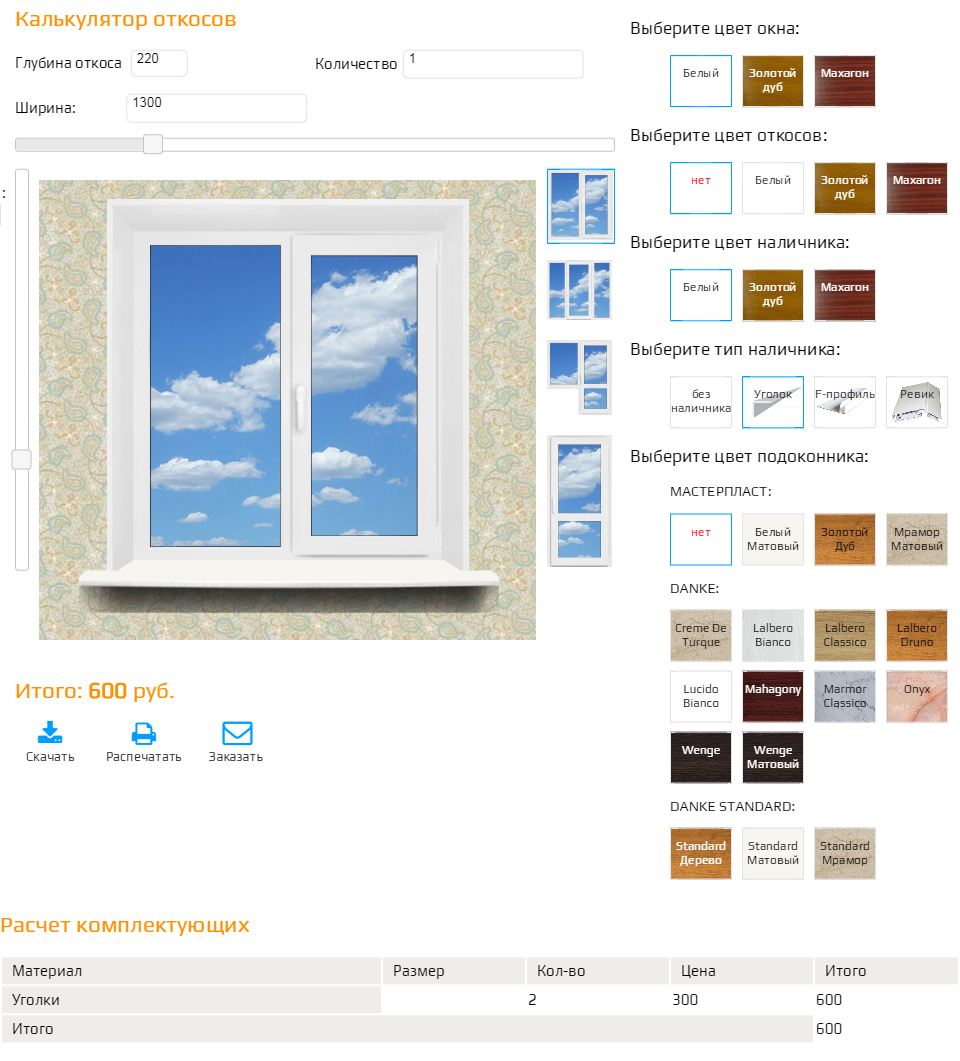 Калькулятор откосов
Глубина откоса 220
Количество 1
Ширина: 1300
:
Итого: 600 руб.
Скачать Распечатать Заказать
Выберите цвет окна:
Белый
Золотой
дуб
Махагон
Выберите цвет откосов:
нет
Белый
Золотой
дуб
Махагон
Выберите цвет наличника:
Белый
Золотой
дуб
Махагон
Выберите тип наличника:
без
наличника
Уголок
F-профиль
Ревик
Выберите цвет подоконника:
МАСТЕРПЛАСТ:
нет
Белый
Матовый
Золотой
Дуб
Мрамор
Матовый
DANKE:
Creme De
Turque
Lalbero
Bianco
Lalbero
Classico
Lalbero
Druno
Lucido
Bianco
Mahagony
Marmor
Classico
Onyx
Wenge
Wenge
Матовый
DANKE STANDARD:
Standard
Дерево
Standard
Матовый
Standard
Мрамор
Расчет комплектующих
Материал Размер Кол-во Цена Итого
Уголки 2 300 600
Итого 600